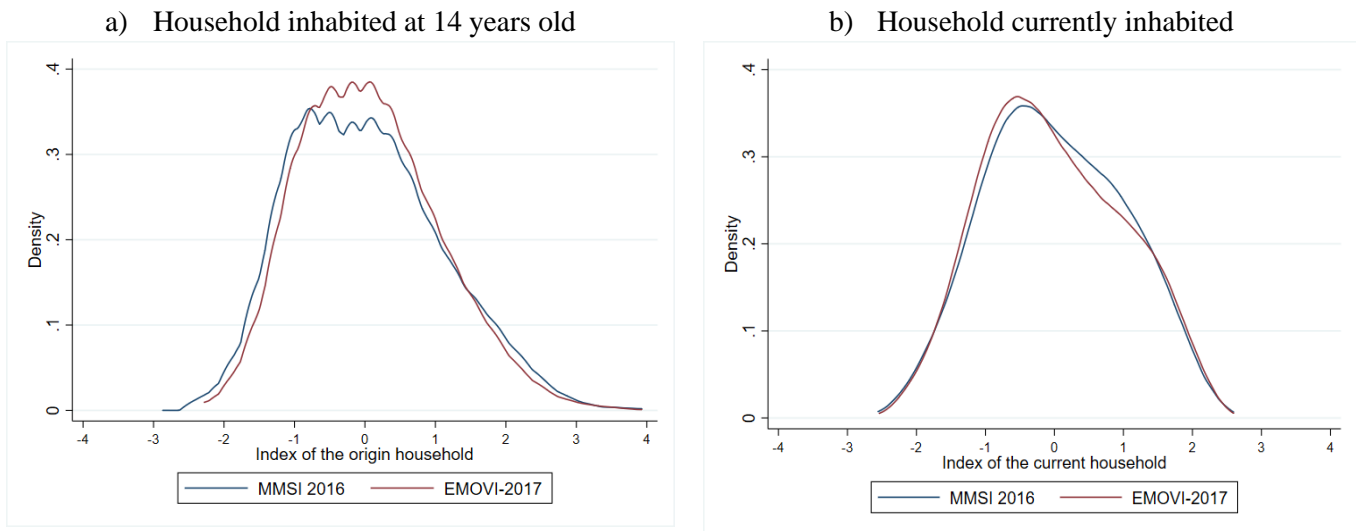 a) Household inhabited at 14 years old
.4
.3
.2
.1
0
Density
-4 -3 -2 -1 0 1 2 3 4
Index of the origin household
MMSI 2016 EMOVI-2017
b) Household currently inhabited
.4
.3
.2
.1
0
Density
-4 -3 -2 -1 0 1 2 3 4
Index of the current household
MMSI 2016 EMOVI-2017